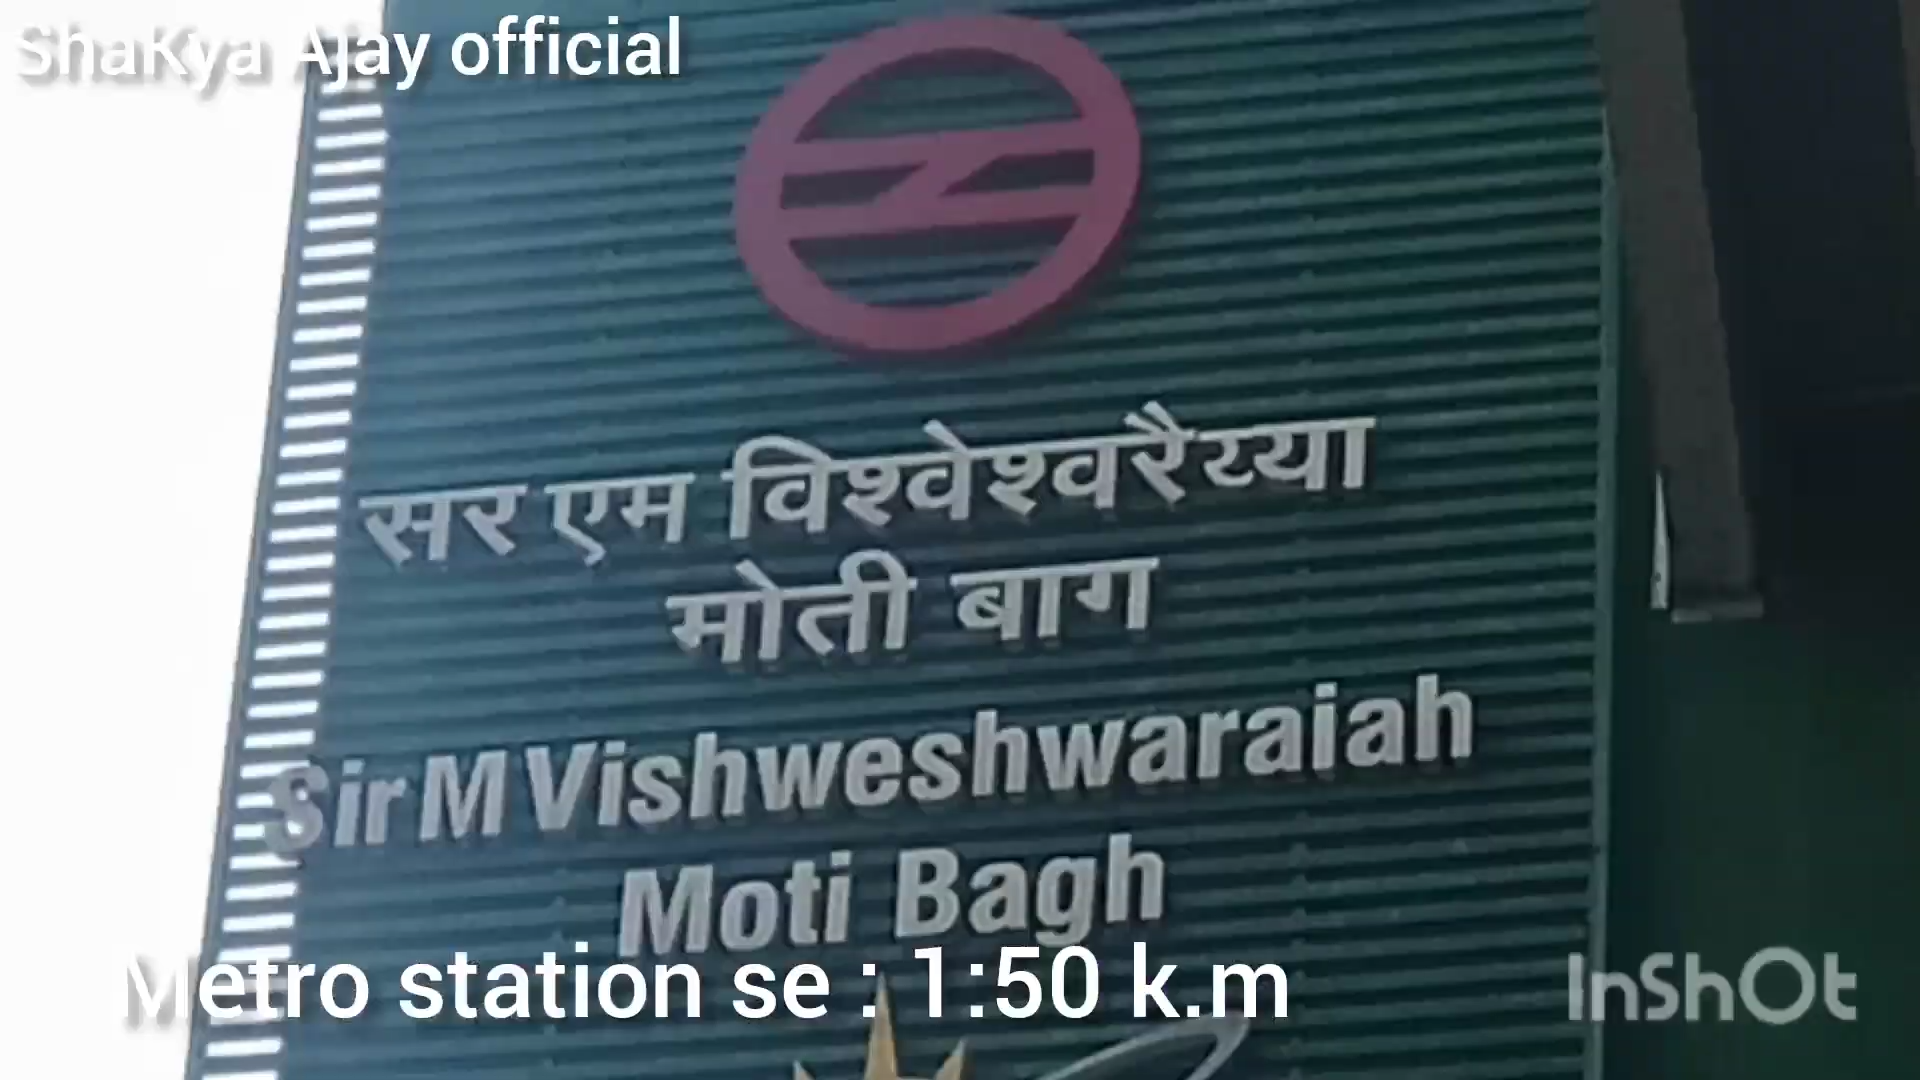 ShaKya Ajay official
सर एम विश्वेश्वरैय्या
मोती बाग
Sir M Vishweshwaraiah
Moti Bagh
Metro station se : 1:50 k.m
InShOt